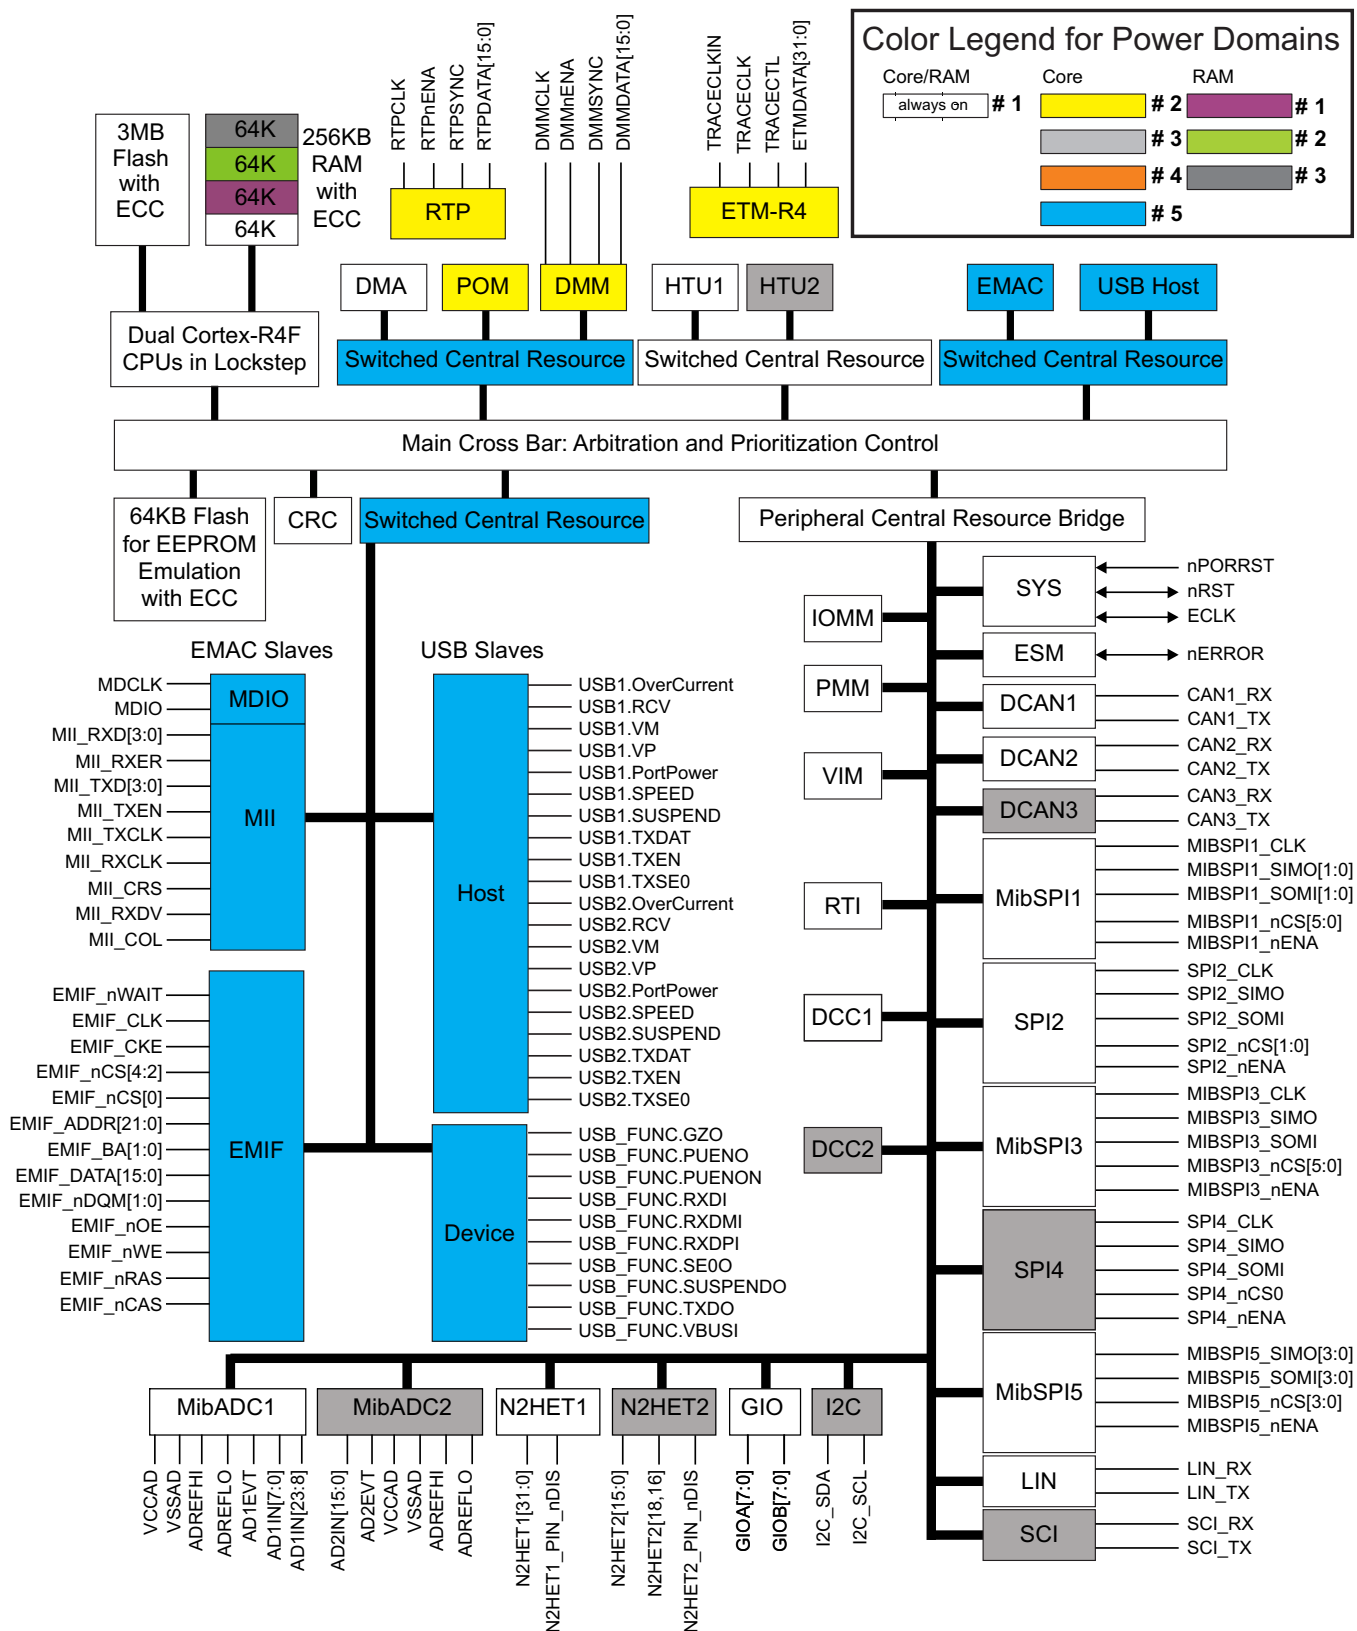 Color Legend for Power Domains
Core/RAM
Core
RAM
always on
# 1
# 2
# 1
# 3
# 2
# 4
# 3
# 5
3MB
Flash
with
ECC
64K
64K
64K
64K
256KB
RAM
with
ECC
RTPCLK
RTPnENA
RTPSYNC
RTPDATA[15:0]
RTP
DMMCLK
DMMnENA
DMMSYNC
DMMDATA[15:0]
TRACECLKIN
TRACECLK
TRACECTL
ETMDATA[31:0]
ETM-R4
DMA
POM
DMM
HTU1
HTU2
EMAC
USB Host
Dual Cortex-R4F
CPUs in Lockstep
Switched Central Resource
Switched Central Resource
Switched Central Resource
Main Cross Bar: Arbitration and Prioritization Control
64KB Flash
for EEPROM
Emulation
with ECC
CRC
Switched Central Resource
Peripheral Central Resource Bridge
EMAC Slaves
USB Slaves
MDCLK
MDIO
MII_RXD[3:0]
MII_RXER
MII_TXD[3:0]
MII_TXEN
MII_TXCLK
MII_RXCLK
MII_CRS
MII_RXDV
MII_COL
MDIO
MII
EMIF_nWAIT
EMIF_CLK
EMIF_CKE
EMIF_nCS[4:2]
EMIF_nCS[0]
EMIF_ADDR[21:0]
EMIF_BA[1:0]
EMIF_DATA[15:0]
EMIF_nDQM[1:0]
EMIF_nOE
EMIF_nWE
EMIF_nRAS
EMIF_nCAS
EMIF
Host
USB1.OverCurrent
USB1.RCV
USB1.VM
USB1.VP
USB1.PortPower
USB1.SPEED
USB1.SUSPEND
USB1.TXDAT
USB1.TXEN
USB1.TXSE0
USB2.OverCurrent
USB2.RCV
USB2.VM
USB2.VP
USB2.PortPower
USB2.SPEED
USB2.SUSPEND
USB2.TXDAT
USB2.TXEN
USB2.TXSE0
Device
USB_FUNC.GZO
USB_FUNC.PUENO
USB_FUNC.PUENON
USB_FUNC.RXDI
USB_FUNC.RXDMI
USB_FUNC.RXDPI
USB_FUNC.SE0O
USB_FUNC.SUSPENDO
USB_FUNC.TXDO
USB_FUNC.VBUSI
IOMM
PMM
VIM
RTI
DCC1
DCC2
SYS
nPORRST
nRST
ECLK
ESM
nERROR
DCAN1
CAN1_RX
CAN1_TX
DCAN2
CAN2_RX
CAN2_TX
DCAN3
CAN3_RX
CAN3_TX
MibSPI1
MIBSPI1_CLK
MIBSPI1_SIMO[1:0]
MIBSPI1_SOMI[1:0]
MIBSPI1_nCS[5:0]
MIBSPI1_nENA
SPI2
SPI2_CLK
SPI2_SIMO
SPI2_SOMI
SPI2_nCS[1:0]
SPI2_nENA
MibSPI3
MIBSPI3_CLK
MIBSPI3_SIMO
MIBSPI3_SOMI
MIBSPI3_nCS[5:0]
MIBSPI3_nENA
SPI4
SPI4_CLK
SPI4_SIMO
SPI4_SOMI
SPI4_nCS0
SPI4_nENA
MibSPI5
MIBSPI5_SIMO[3:0]
MIBSPI5_SOMI[3:0]
MIBSPI5_nCS[3:0]
MIBSPI5_nENA
LIN
LIN_RX
LIN_TX
SCI
SCI_RX
SCI_TX
MibADC1
MibADC2
N2HET1
N2HET2
GIO
I2C
VCCAD
VSSAD
ADREFHI
ADREFLO
AD1EVT
AD1IN[7:0]
AD1IN[23:8]
AD2IN[15:0]
AD2EVT
VCCAD
VSSAD
ADREFHI
ADREFLO
N2HET1[31:0]
N2HET1_PIN_nDIS
N2HET2[15:0]
N2HET2[18,16]
N2HET2_PIN_nDIS
GIOA[7:0]
GIOB[7:0]
I2C_SDA
I2C_SCL